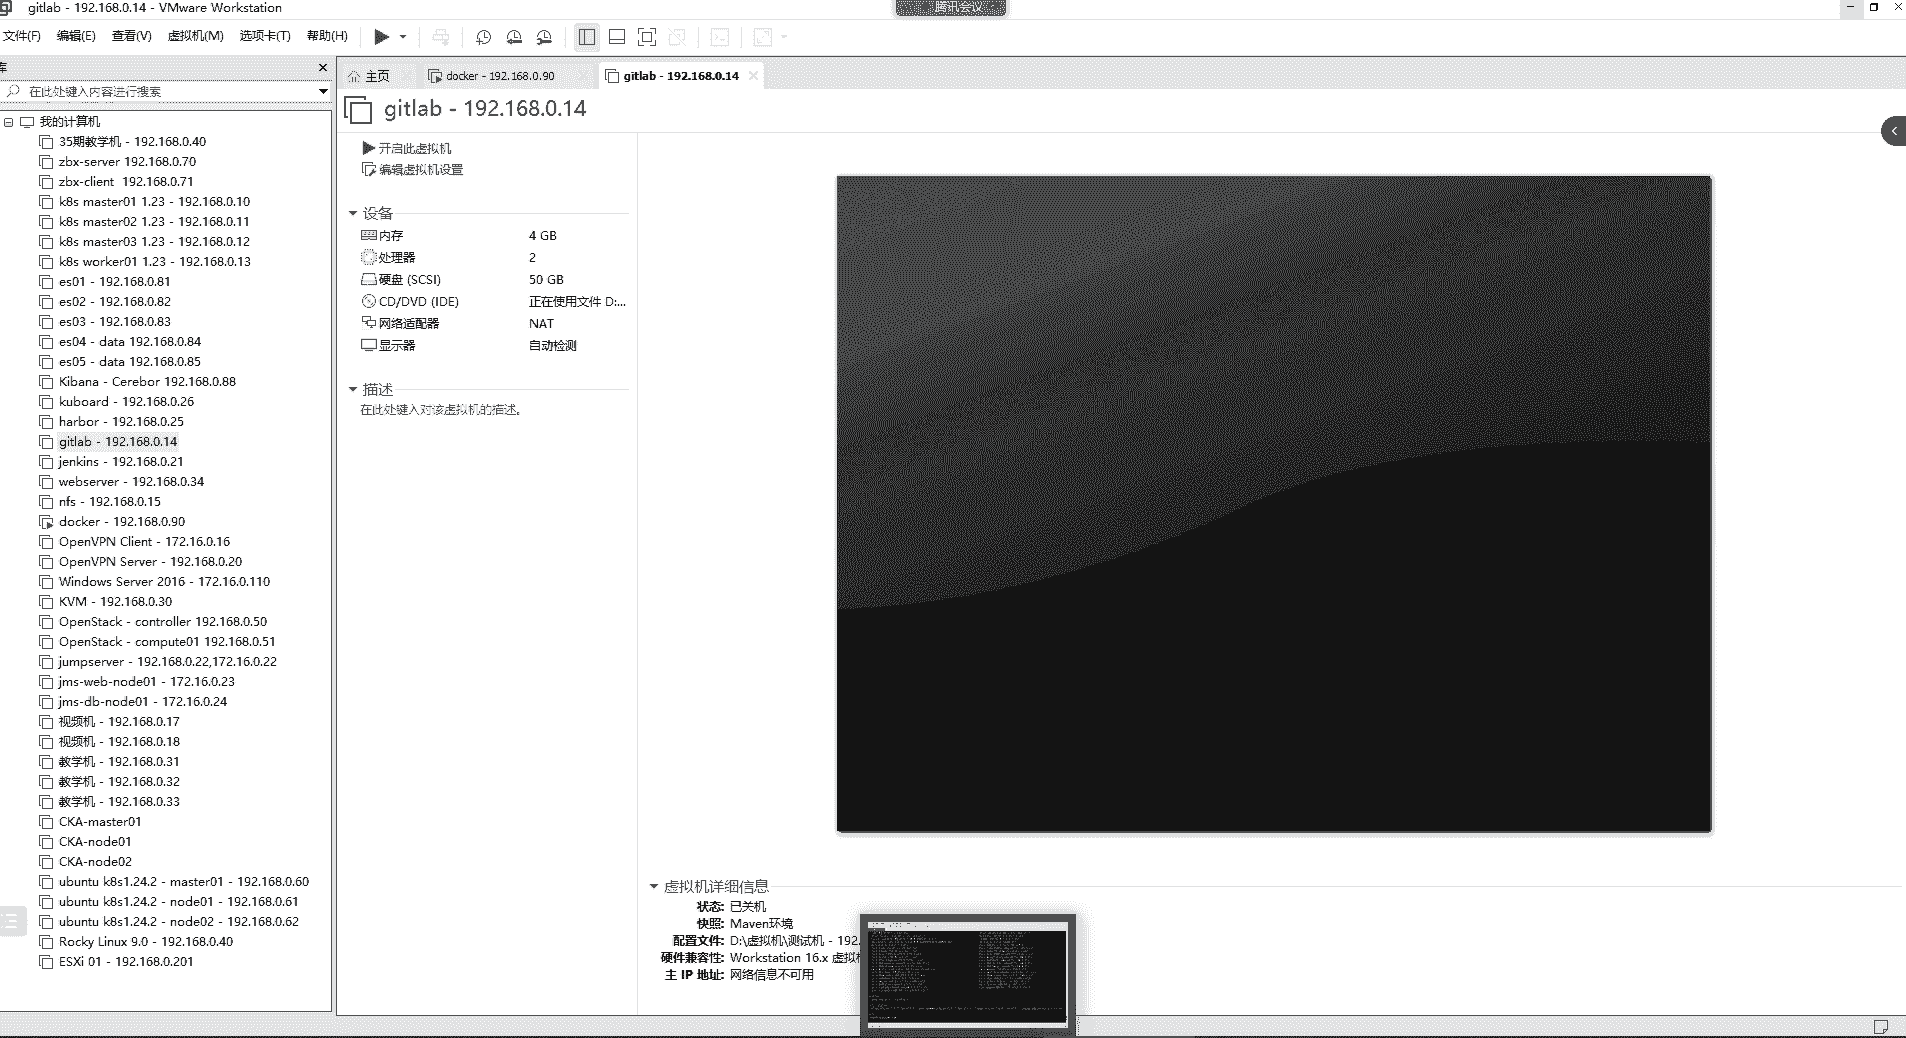 gitlab - 192.168.0.14 - VMware Workstation
腾讯会议
文件(F) 编辑(E) 查看(V) 虚拟机(M) 选项卡(T) 帮助(H)
库
在此处键入内容进行搜索
我的计算机
35期教学机 - 192.168.0.40
zbx-server 192.168.0.70
zbx-client 192.168.0.71
k8s master01 1.23 - 192.168.0.10
k8s master02 1.23 - 192.168.0.11
k8s master03 1.23 - 192.168.0.12
k8s worker01 1.23 - 192.168.0.13
es01 - 192.168.0.81
es02 - 192.168.0.82
es03 - 192.168.0.83
es04 - data 192.168.0.84
es05 - data 192.168.0.85
Kibana - Cerebor 192.168.0.88
kuboard - 192.168.0.26
harbor - 192.168.0.25
gitlab - 192.168.0.14
jenkins - 192.168.0.21
webserver - 192.168.0.34
nfs - 192.168.0.15
docker - 192.168.0.90
OpenVPN Client - 172.16.0.16
OpenVPN Server - 192.168.0.20
Windows Server 2016 - 172.16.0.110
KVM - 192.168.0.30
OpenStack - controller 192.168.0.50
OpenStack - compute01 192.168.0.51
jumpserver - 192.168.0.22,172.16.0.22
jms-web-node01 - 172.16.0.23
jms-db-node01 - 172.16.0.24
视频机 - 192.168.0.17
视频机 - 192.168.0.18
教学机 - 192.168.0.31
教学机 - 192.168.0.32
教学机 - 192.168.0.33
CKA-master01
CKA-node01
CKA-node02
ubuntu k8s1.24.2 - master01 - 192.168.0.60
ubuntu k8s1.24.2 - node01 - 192.168.0.61
ubuntu k8s1.24.2 - node02 - 192.168.0.62
Rocky Linux 9.0 - 192.168.0.40
ESXi 01 - 192.168.0.201
主页 docker - 192.168.0.90 gitlab - 192.168.0.14
gitlab - 192.168.0.14
开启此虚拟机
编辑虚拟机设置
设备
内存 4 GB
处理器 2
硬盘 (SCSI) 50 GB
CD/DVD (IDE) 正在使用文件 D:...
网络适配器 NAT
显示器 自动检测
描述
在此处键入对该虚拟机的描述。
虚拟机详细信息
状态: 已关机
快照: Maven环境
配置文件: D:\虚拟机\测试机 - 192.
硬件兼容性: Workstation 16.x 虚拟
主 IP 地址: 网络信息不可用